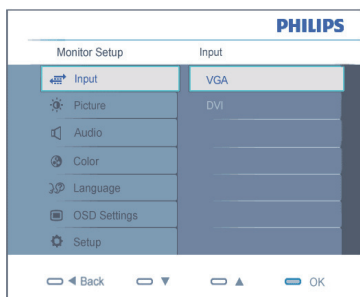 PHILIPS
Monitor Setup Input
Input VGA
Picture DVI
Audio
Color
Language
OSD Settings
Setup
Back OK